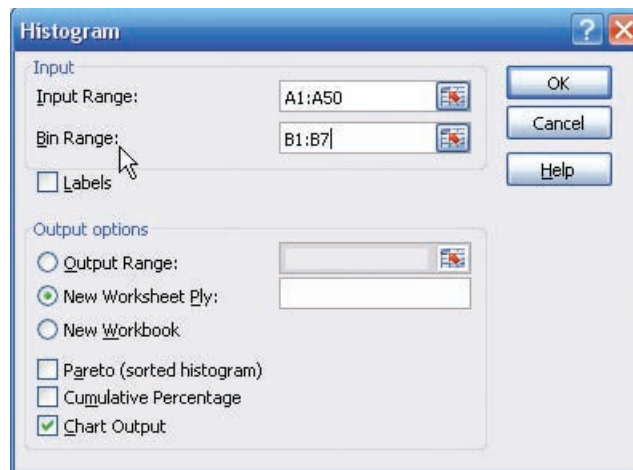 Histogram
Input
Input Range:
A1:A50
OK
Bin Range:
B1:B7
Cancel
Labels
Help
Output options
Output Range:
New Worksheet Ply:
New Workbook
Pareto (sorted histogram)
Cumulative Percentage
Chart Output